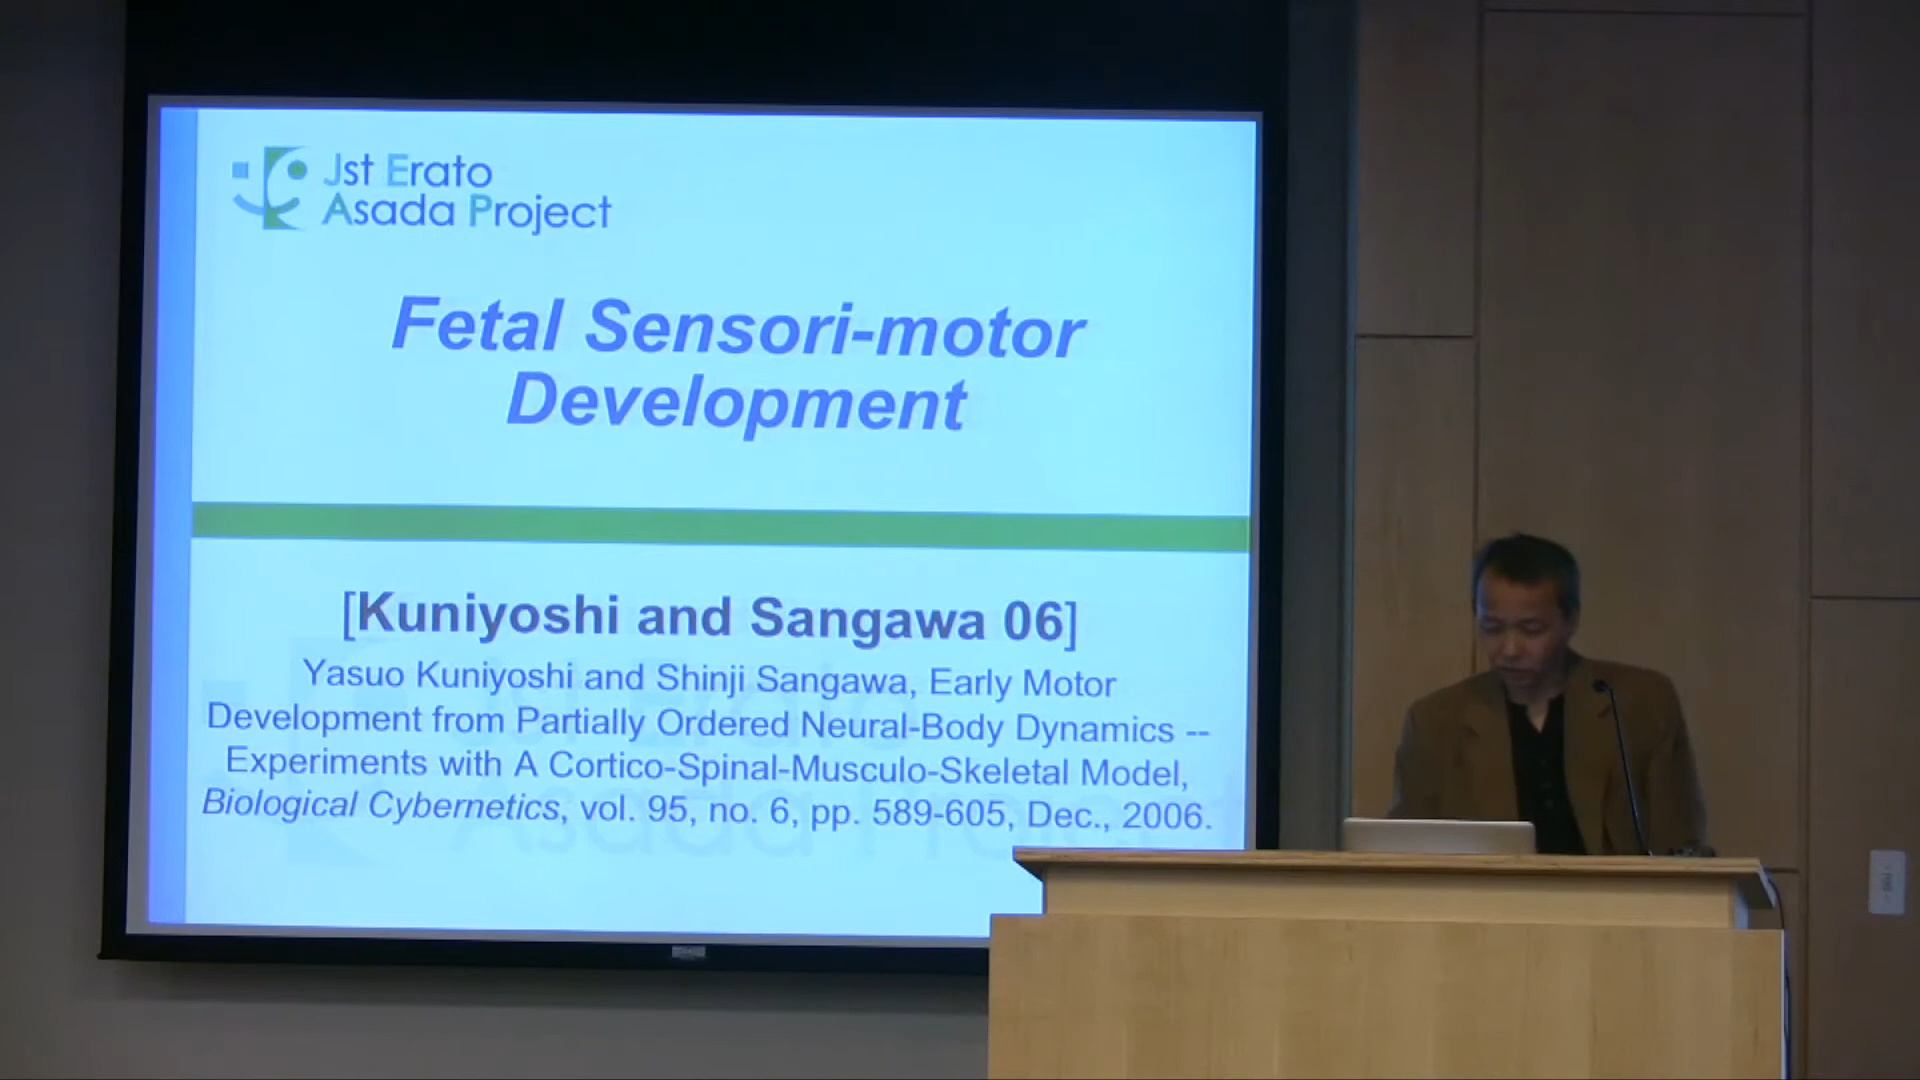 Jst Erato
Asada Project
Fetal Sensori-motor
Development
[Kuniyoshi and Sangawa 06]
Yasuo Kuniyoshi and Shinji Sangawa, Early Motor
Development from Partially Ordered Neural-Body Dynamics --
Experiments with A Cortico-Spinal-Musculo-Skeletal Model,
Biological Cybernetics, vol. 95, no. 6, pp. 589-605, Dec., 2006.